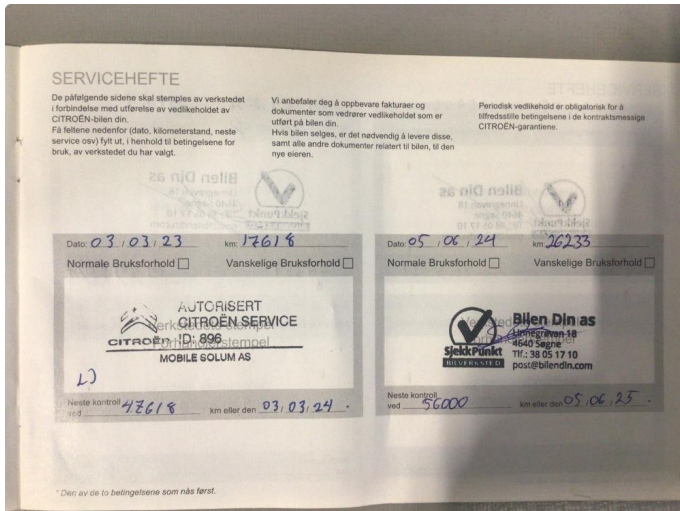 SERVICEHEFTE
De påfølgende sidene skal stemples av verkstedet
i forbindelse med utførelse av vedlikeholdet av
CITROËN-bilen din.
Få feltene nedenfor (dato, kilometerstand, neste
service osv) fylt ut, i henhold til betingelsene for
bruk, av verkstedet du har valgt.
Vi anbefaler deg å oppbevare fakturaer og
dokumenter som vedrører vedlikeholdet som er
utført på bilen din.
Hvis bilen selges, er det nødvendig å levere disse,
samt alle andre dokumenter relatert til bilen, til den
nye eieren.
Periodisk vedlikehold er obligatorisk for å
tilfredsstille betingelsene i de kontraktsmessige
CITROËN-garantiene.
Dato: 03 / 03 / 23 km: 17618
Normale Bruksforhold Vanskelige Bruksforhold
Verkstedets stempel
Forhandlerstempel
AUTORISERT
CITROËN SERVICE
CITROËN ID: 896
MOBILE SOLUM AS
Neste kontroll ved 47618 km eller den 03 / 03 / 24 .
Dato: 05 / 06 / 24 km: 26233
Normale Bruksforhold Vanskelige Bruksforhold
SjekkPunkt
BILVERKSTED
Bilen Din as
Linnegrøvan 18
4640 Søgne
Tlf.: 38 05 17 10
post@bilendin.com
Neste kontroll ved 56000 km eller den 05 / 06 / 25 .
* Den av de to betingelsene som nås først.